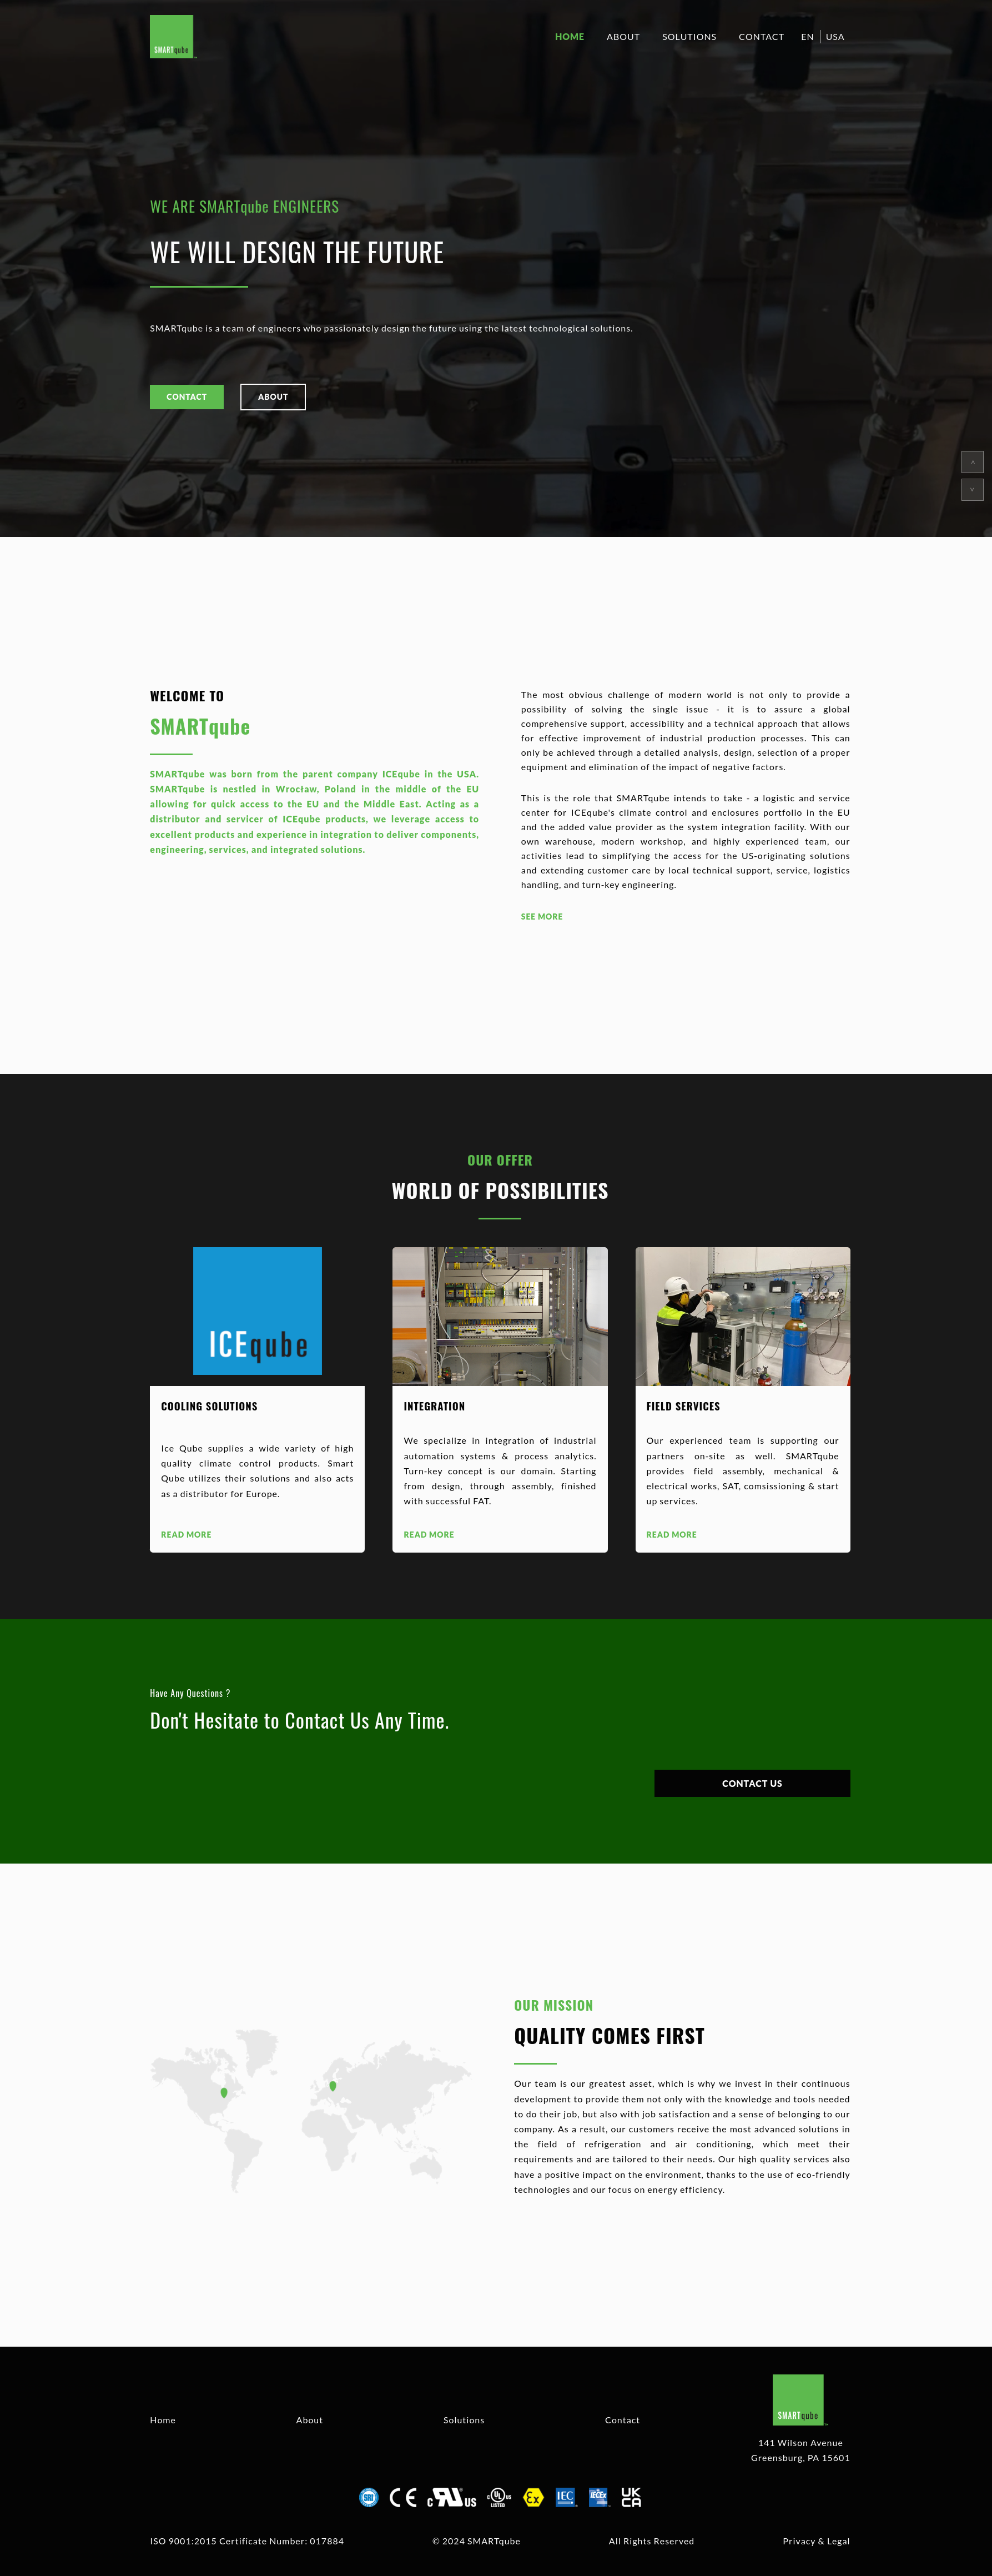 SMARTqube
HOME ABOUT SOLUTIONS CONTACT EN USA
WE ARE SMARTqube ENGINEERS
WE WILL DESIGN THE FUTURE
SMARTqube is a team of engineers who passionately design the future using the latest technological solutions.
CONTACT ABOUT
WELCOME TO
SMARTqube
SMARTqube was born from the parent company ICEqube in the USA.
SMARTqube is nestled in Wrocław, Poland in the middle of the EU
allowing for quick access to the EU and the Middle East. Acting as a
distributor and servicer of ICEqube products, we leverage access to
excellent products and experience in integration to deliver components,
engineering, services, and integrated solutions.
The most obvious challenge of modern world is not only to provide a
possibility of solving the single issue - it is to assure a global
comprehensive support, accessibility and a technical approach that allows
for effective improvement of industrial production processes. This can
only be achieved through a detailed analysis, design, selection of a proper
equipment and elimination of the impact of negative factors.
This is the role that SMARTqube intends to take - a logistic and service
center for ICEqube's climate control and enclosures portfolio in the EU
and the added value provider as the system integration facility. With our
own warehouse, modern workshop, and highly experienced team, our
activities lead to simplifying the access for the US-originating solutions
and extending customer care by local technical support, service, logistics
handling, and turn-key engineering.
SEE MORE
OUR OFFER
WORLD OF POSSIBILITIES
ICEqube
COOLING SOLUTIONS
Ice Qube supplies a wide variety of high
quality climate control products. Smart
Qube utilizes their solutions and also acts
as a distributor for Europe.
READ MORE
INTEGRATION
We specialize in integration of industrial
automation systems & process analytics.
Turn-key concept is our domain. Starting
from design, through assembly, finished
with successful FAT.
READ MORE
FIELD SERVICES
Our experienced team is supporting our
partners on-site as well. SMARTqube
provides field assembly, mechanical &
electrical works, SAT, comsissioning & start
up services.
READ MORE
Have Any Questions ?
Don't Hesitate to Contact Us Any Time.
CONTACT US
OUR MISSION
QUALITY COMES FIRST
Our team is our greatest asset, which is why we invest in their continuous
development to provide them not only with the knowledge and tools needed
to do their job, but also with job satisfaction and a sense of belonging to our
company. As a result, our customers receive the most advanced solutions in
the field of refrigeration and air conditioning, which meet their
requirements and are tailored to their needs. Our high quality services also
have a positive impact on the environment, thanks to the use of eco-friendly
technologies and our focus on energy efficiency.
Home About Solutions Contact
SMARTqube
141 Wilson Avenue
Greensburg, PA 15601
SRI CE c RU US c UL US LISTED Ex IEC IECEx UK CA
ISO 9001:2015 Certificate Number: 017884 © 2024 SMARTqube All Rights Reserved Privacy & Legal